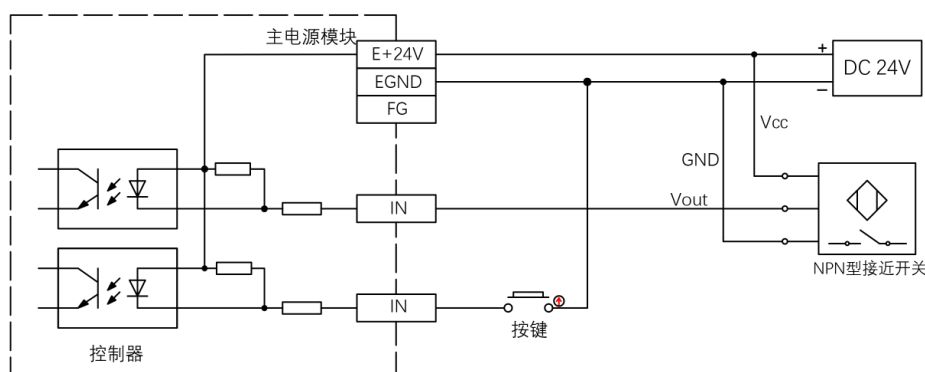 主电源模块
E+24V
EGND
FG
+
DC 24V
−
Vcc
GND
IN
Vout
NPN型接近开关
IN
按键
控制器